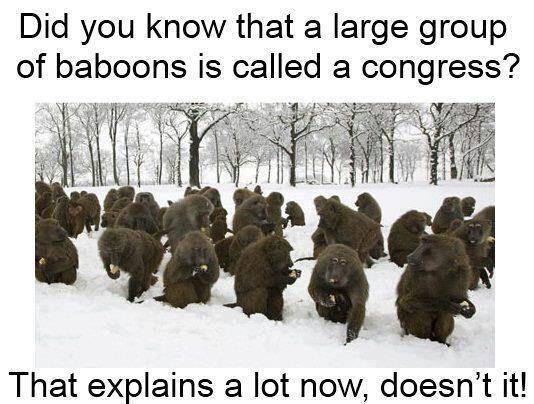 Did you know that a large group
of baboons is called a congress?
That explains a lot now, doesn't it!